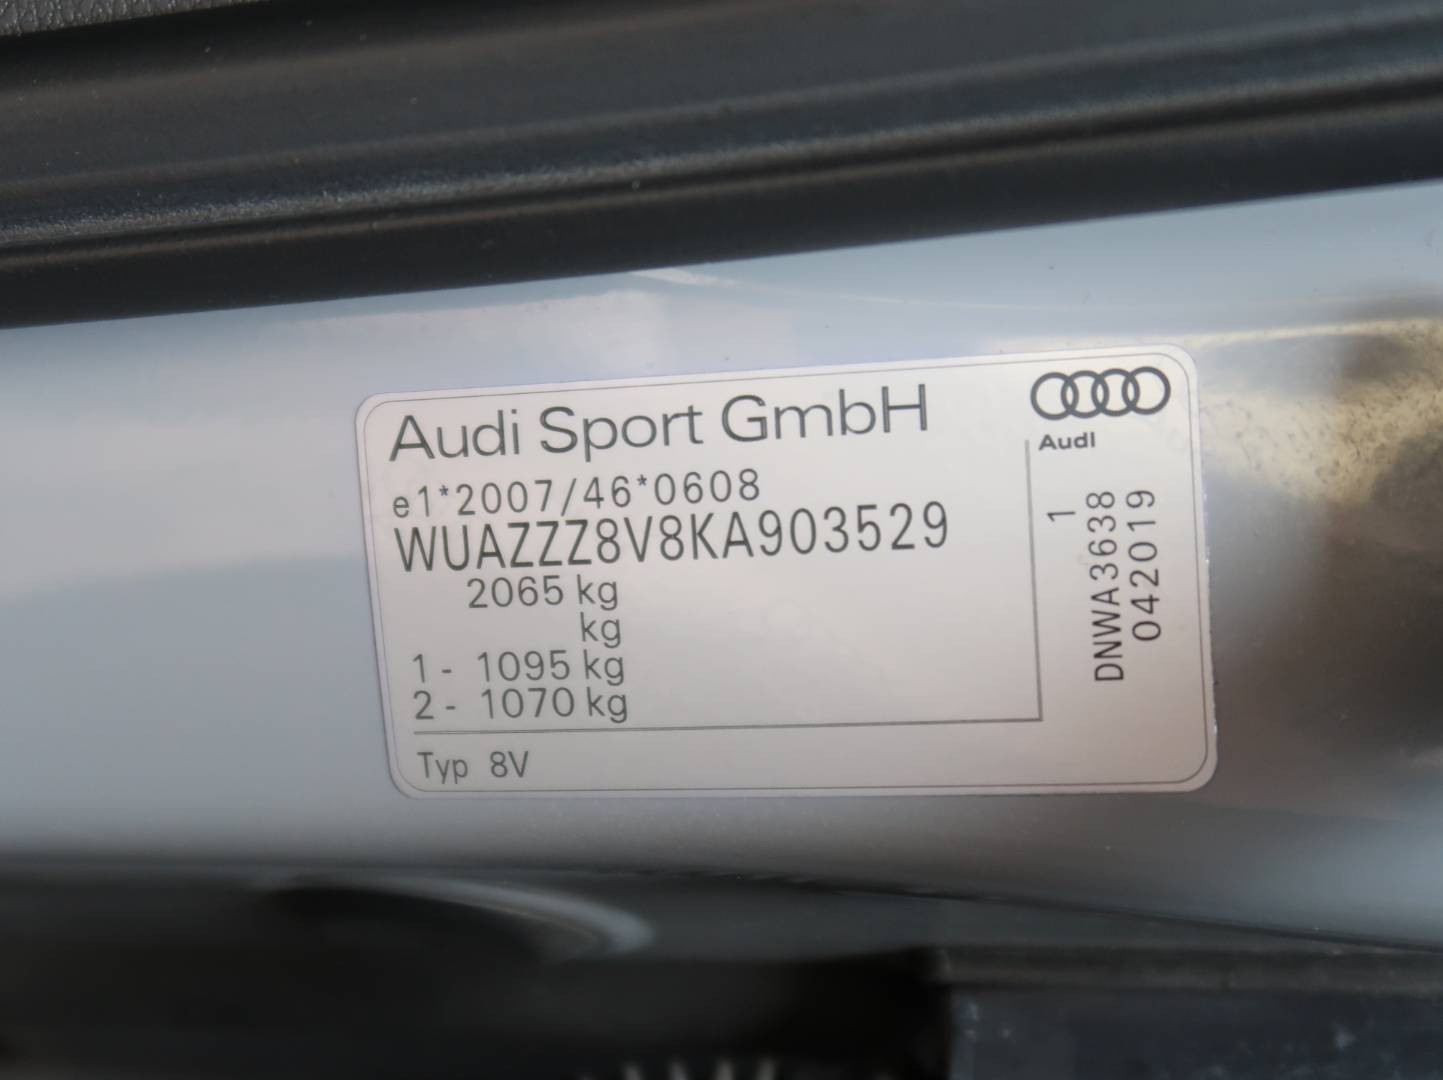 Audi Sport GmbH
e1*2007/46*0608
WUAZZZ8V8KA903529
2065 kg
kg
1 - 1095 kg
2 - 1070 kg
Typ 8V
Audi
1
DNWA3638
042019